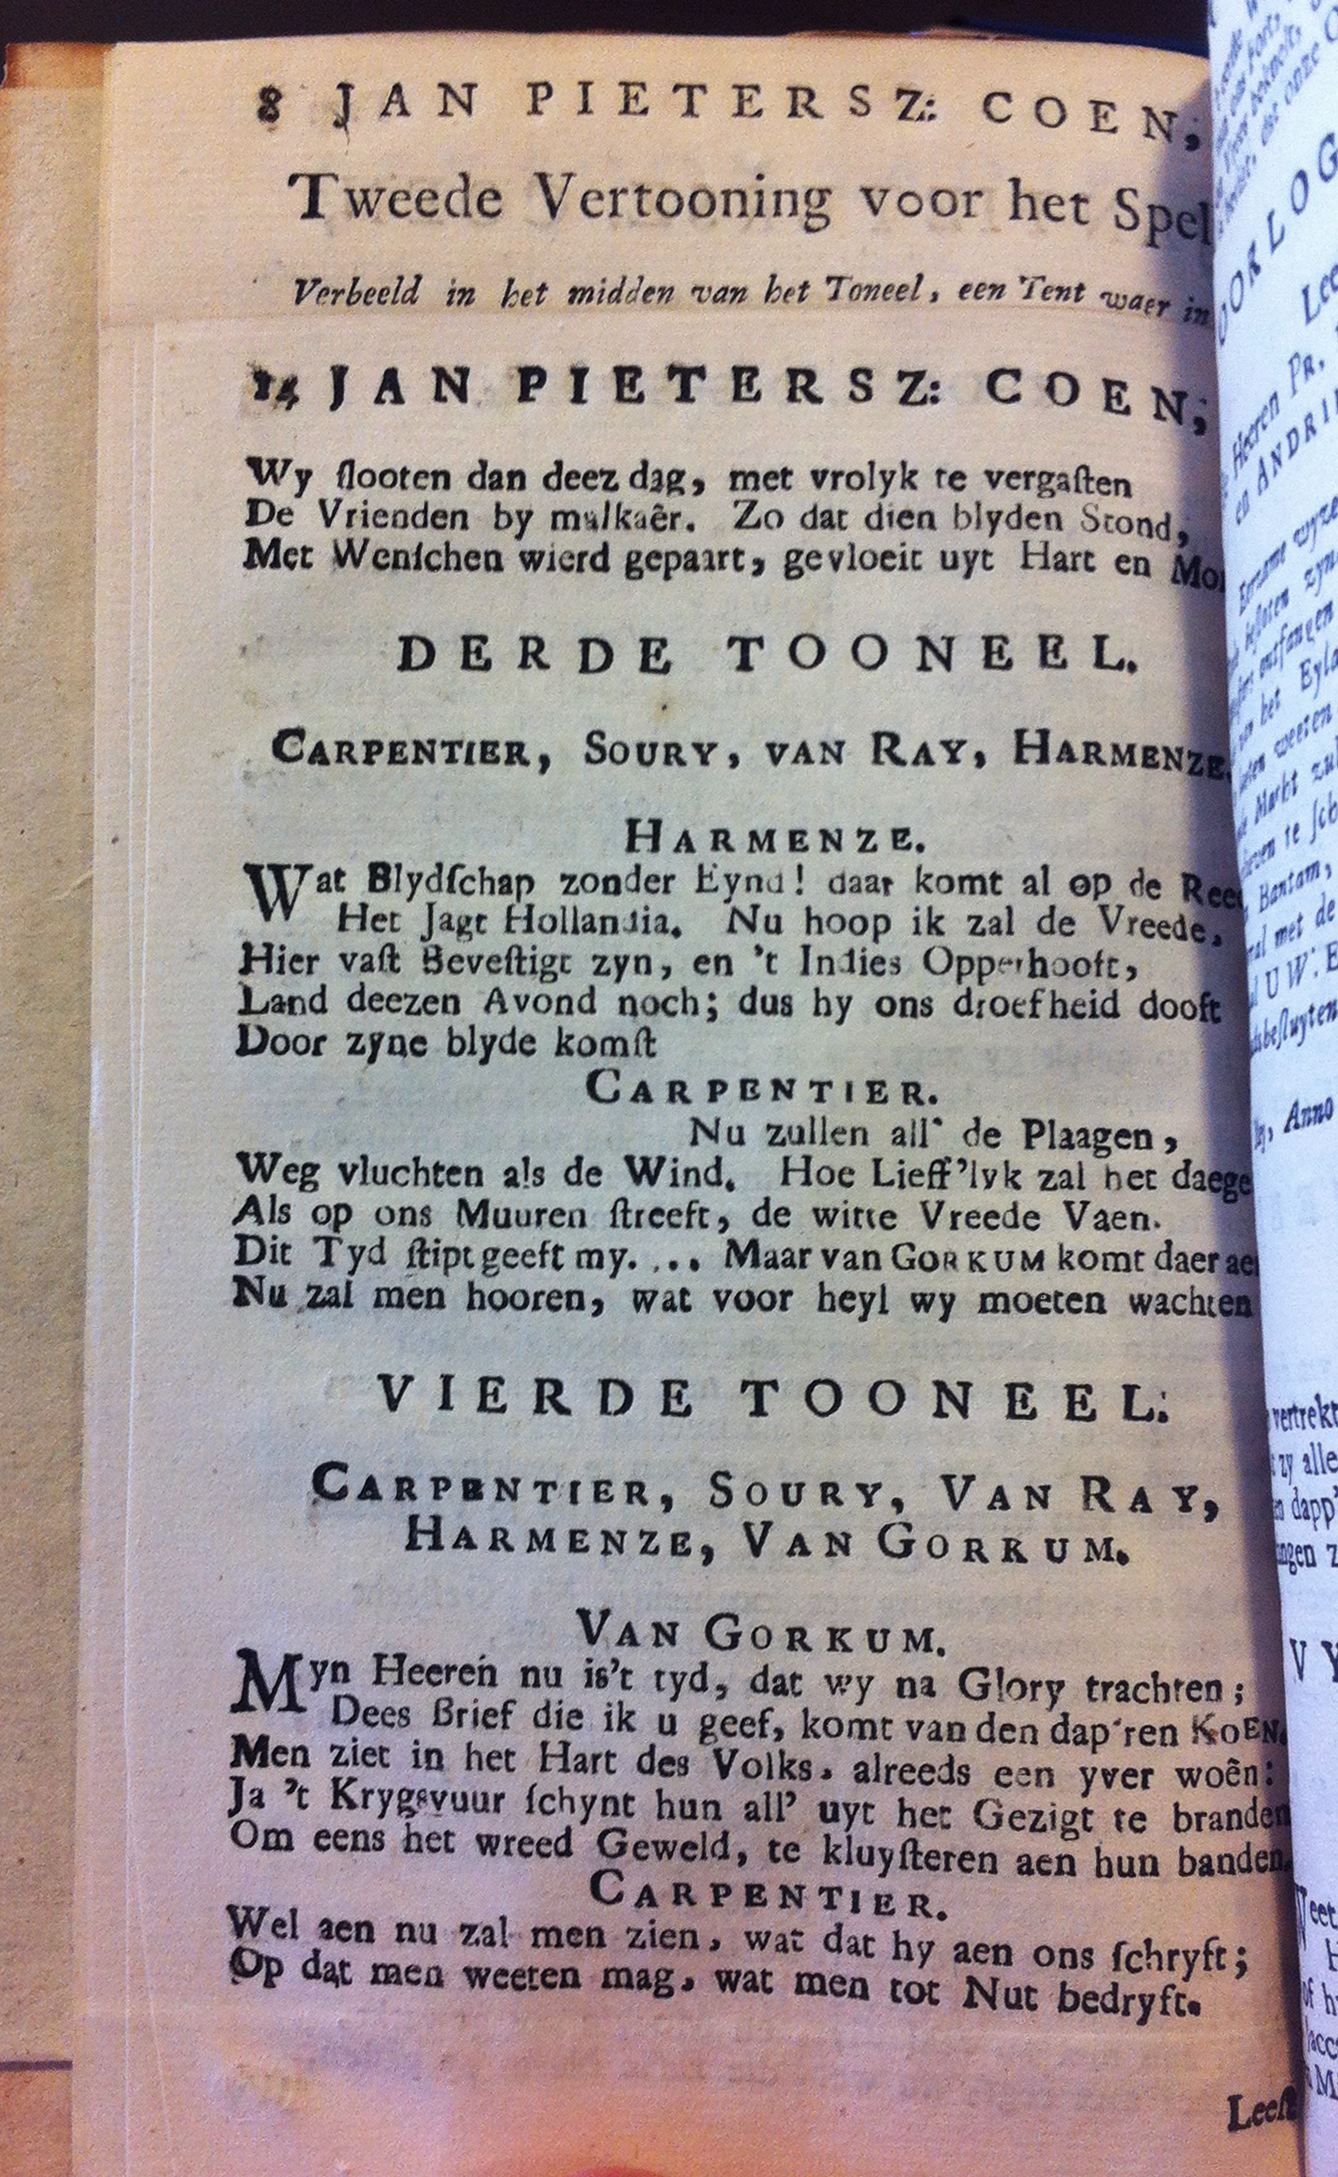 8 JAN PIETERSZ: COEN,
Tweede Vertooning voor het Spel
Verbeeld in het midden van het Toneel, een Tent waer in
14 JAN PIETERSZ: COEN,
Wy ſlooten dan deez dag, met vrolyk te vergaſten
De Vrienden by malkaêr. Zo dat dien blyden Stond,
Met Wenſchen wierd gepaart, gevloeit uyt Hart en
DERDE TOONEEL.
CARPENTIER, SOURY, VAN RAY, HARMENZE.
HARMENZE.
Wat Blydſchap zonder Eynd! daar komt al op de
Het Jagt Hollandia. Nu hoop ik zal de Vreede,
Hier vaſt Beveſtigt zyn, en 't Indies Opperhooft,
Land deezen Avond noch; dus hy ons droefheid dooft
Door zyne blyde komſt
CARPENTIER.
Nu zullen all' de Plaagen,
Weg vluchten als de Wind. Hoe Lieff'lyk zal het
Als op ons Muuren ſtreeft, de witte Vreede Vaen.
Dit Tyd ſtipt geeft my.... Maar van GORKUM komt daer
Nu zal men hooren, wat voor heyl wy moeten wachten
VIERDE TOONEEL.
CARPENTIER, SOURY, VAN RAY,
HARMENZE, VAN GORKUM.
VAN GORKUM.
Myn Heeren nu is't tyd, dat wy na Glory trachten;
Dees Brief die ik u geef, komt van den dap'ren KOEN.
Men ziet in het Hart des Volks, alreeds een yver woên:
Ja 't Krygsvuur ſchynt hun all' uyt het Gezigt te branden
Om eens het wreed Geweld, te kluyſteren aen hun banden.
CARPENTIER.
Wel aen nu zal men zien, wat dat hy aen ons ſchryft;
Op dat men weeten mag, wat men tot Nut bedryft.
Leeſt
Heeren PR.
Bantam,
Anno
vertrekt
zy alle